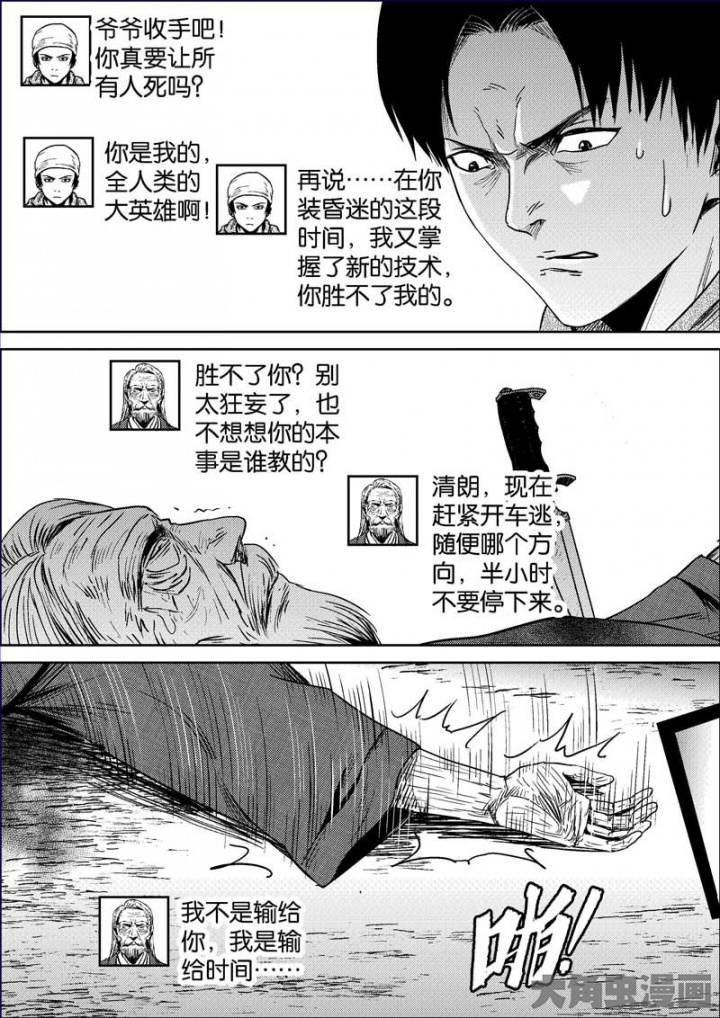 爷爷收手吧！
你真要让所
有人死吗？
你是我的，
全人类的
大英雄啊！
再说……在你
装昏迷的这段
时间，我又掌
握了新的技术，
你胜不了我的。
胜不了你？别
太狂妄了，也
不想想你的本
事是谁教的？
清朗，现在
赶紧开车逃，
随便哪个方
向，半小时
不要停下来。
我不是输给
你，我是输
给时间……
啪！
大角虫漫画